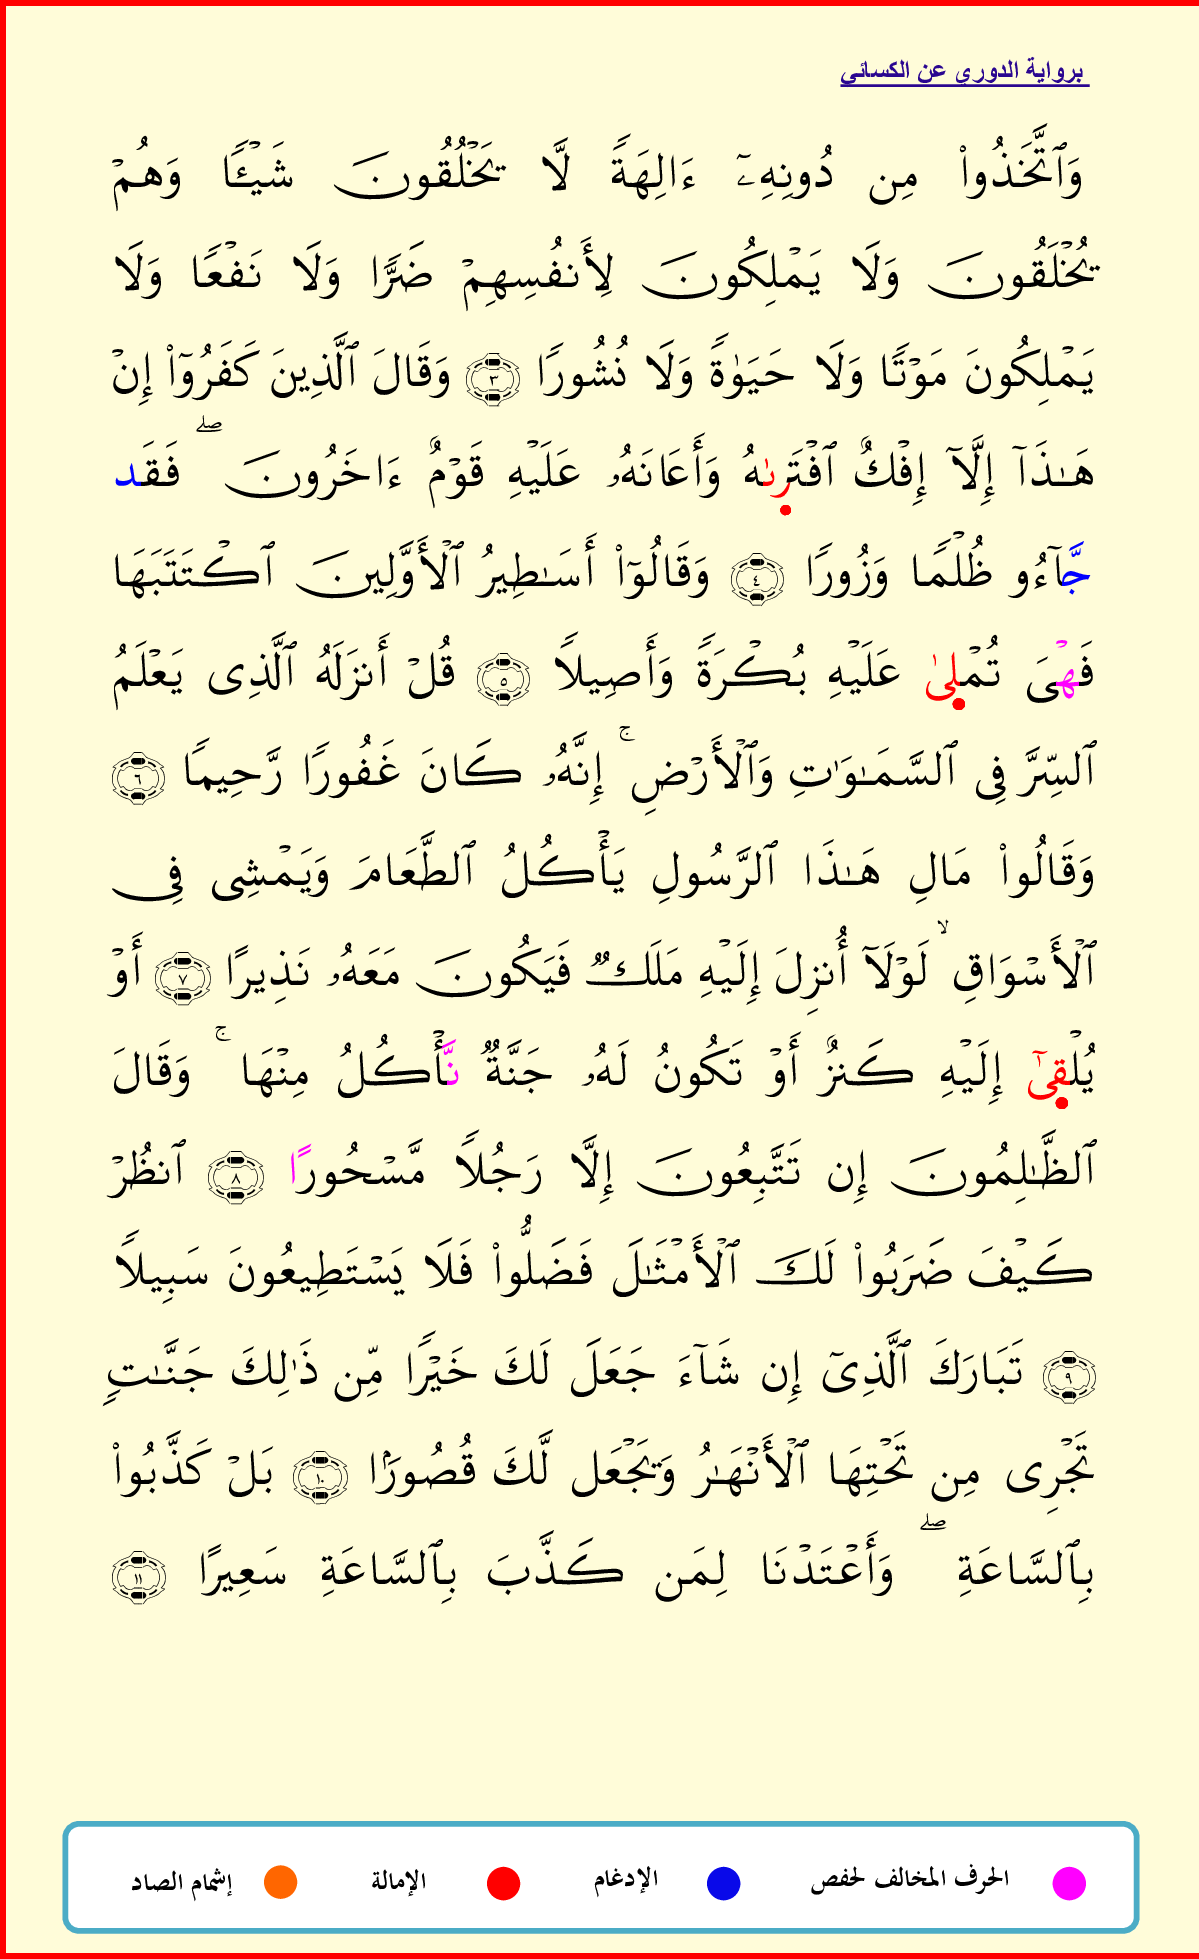 برواية الدوري عن الكسائي
وَٱتَّخَذُوا۟ مِن دُونِهِۦٓ ءَالِهَةً لَّا يَخْلُقُونَ شَيْـًٔا وَهُمْ
يُخْلَقُونَ وَلَا يَمْلِكُونَ لِأَنفُسِهِمْ ضَرًّا وَلَا نَفْعًا وَلَا
يَمْلِكُونَ مَوْتًا وَلَا حَيَوٰةً وَلَا نُشُورًا ٣ وَقَالَ ٱلَّذِينَ كَفَرُوٓا۟ إِنْ
هَـٰذَآ إِلَّآ إِفْكٌ ٱفْتَرِىٰهُ وَأَعَانَهُۥ عَلَيْهِ قَوْمٌ ءَاخَرُونَ ۖ فَقَد
جَّآءُو ظُلْمًا وَزُورًا ٤ وَقَالُوٓا۟ أَسَـٰطِيرُ ٱلْأَوَّلِينَ ٱكْتَتَبَهَا
فَهْىَ تُمْلِىٰ عَلَيْهِ بُكْرَةً وَأَصِيلًا ٥ قُلْ أَنزَلَهُ ٱلَّذِى يَعْلَمُ
ٱلسِّرَّ فِى ٱلسَّمَـٰوَٰتِ وَٱلْأَرْضِ ۚ إِنَّهُۥ كَانَ غَفُورًا رَّحِيمًا ٦
وَقَالُوا۟ مَالِ هَـٰذَا ٱلرَّسُولِ يَأْكُلُ ٱلطَّعَامَ وَيَمْشِى فِى
ٱلْأَسْوَاقِ ۙ لَوْلَآ أُنزِلَ إِلَيْهِ مَلَكٌ فَيَكُونَ مَعَهُۥ نَذِيرًا ٧ أَوْ
يُلْقِىٰٓ إِلَيْهِ كَنزٌ أَوْ تَكُونُ لَهُۥ جَنَّةٌ نَّأْكُلُ مِنْهَا ۚ وَقَالَ
ٱلظَّـٰلِمُونَ إِن تَتَّبِعُونَ إِلَّا رَجُلًا مَّسْحُورًا ٨ ٱنظُرْ
كَيْفَ ضَرَبُوا۟ لَكَ ٱلْأَمْثَـٰلَ فَضَلُّوا۟ فَلَا يَسْتَطِيعُونَ سَبِيلًا
٩ تَبَارَكَ ٱلَّذِىٓ إِن شَآءَ جَعَلَ لَكَ خَيْرًا مِّن ذَٰلِكَ جَنَّـٰتٍ
تَجْرِى مِن تَحْتِهَا ٱلْأَنْهَـٰرُ وَيَجْعَل لَّكَ قُصُورًۢا ١٠ بَلْ كَذَّبُوا۟
بِٱلسَّاعَةِ ۖ وَأَعْتَدْنَا لِمَن كَذَّبَ بِٱلسَّاعَةِ سَعِيرًا ١١
الحرف المخالف لحفص الإدغام الإمالة إشمام الصاد